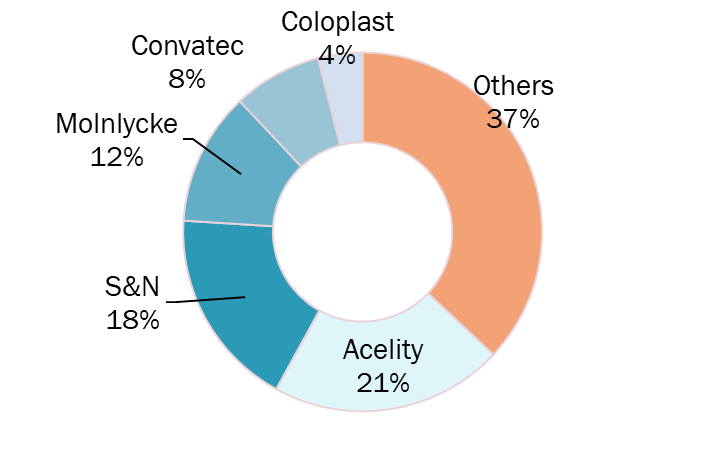 Coloplast
4%
Convatec
8%
Others
37%
Molnlycke
12%
S&N
18%
Acelity
21%